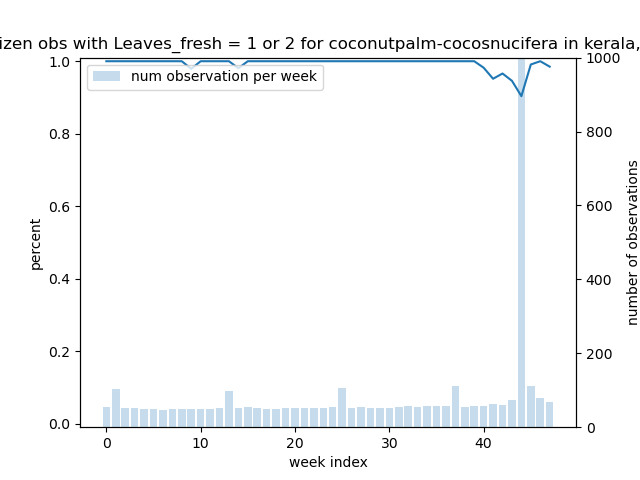 izen obs with Leaves_fresh = 1 or 2 for coconutpalm-cocosnucifera in kerala,
num observation per week
1.0
0.8
0.6
0.4
0.2
0.0
percent
1000
800
600
400
200
0
number of observations
0 10 20 30 40
week index